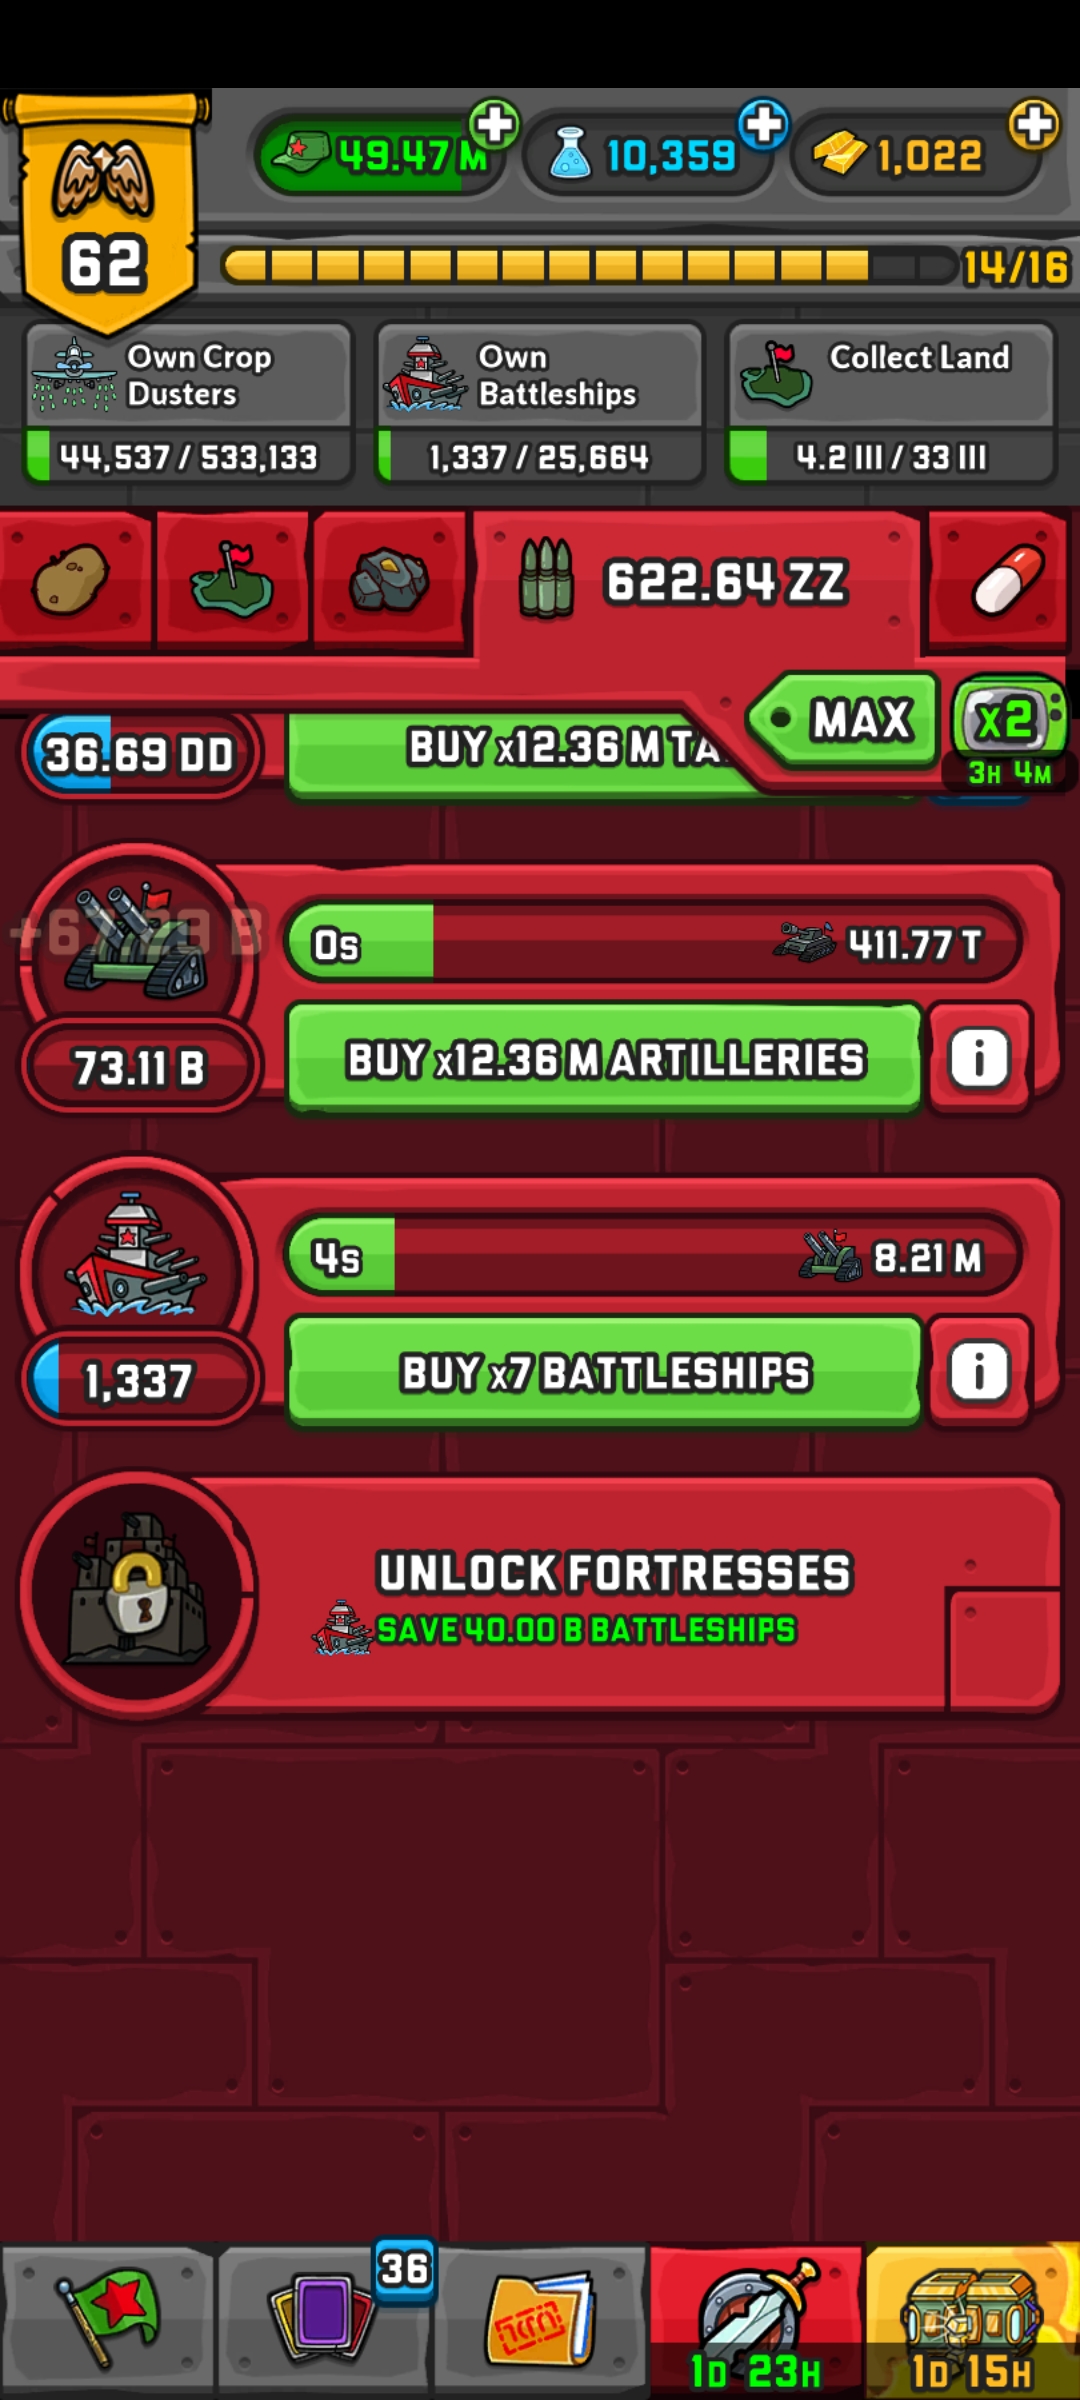 49.47 M
10,359
1,022
62
14/16
Own Crop
Dusters
44,537 / 533,133
Own
Battleships
1,337 / 25,664
Collect Land
4.2 III / 33 III
622.64 ZZ
MAX
x2
3H 4M
36.69 DD
BUY x12.36 M TA
0s
411.77 T
73.11 B
BUY x12.36 M ARTILLERIES
i
4s
8.21 M
1,337
BUY x7 BATTLESHIPS
i
UNLOCK FORTRESSES
SAVE 40.00 B BATTLESHIPS
36
1D 23H
1D 15H